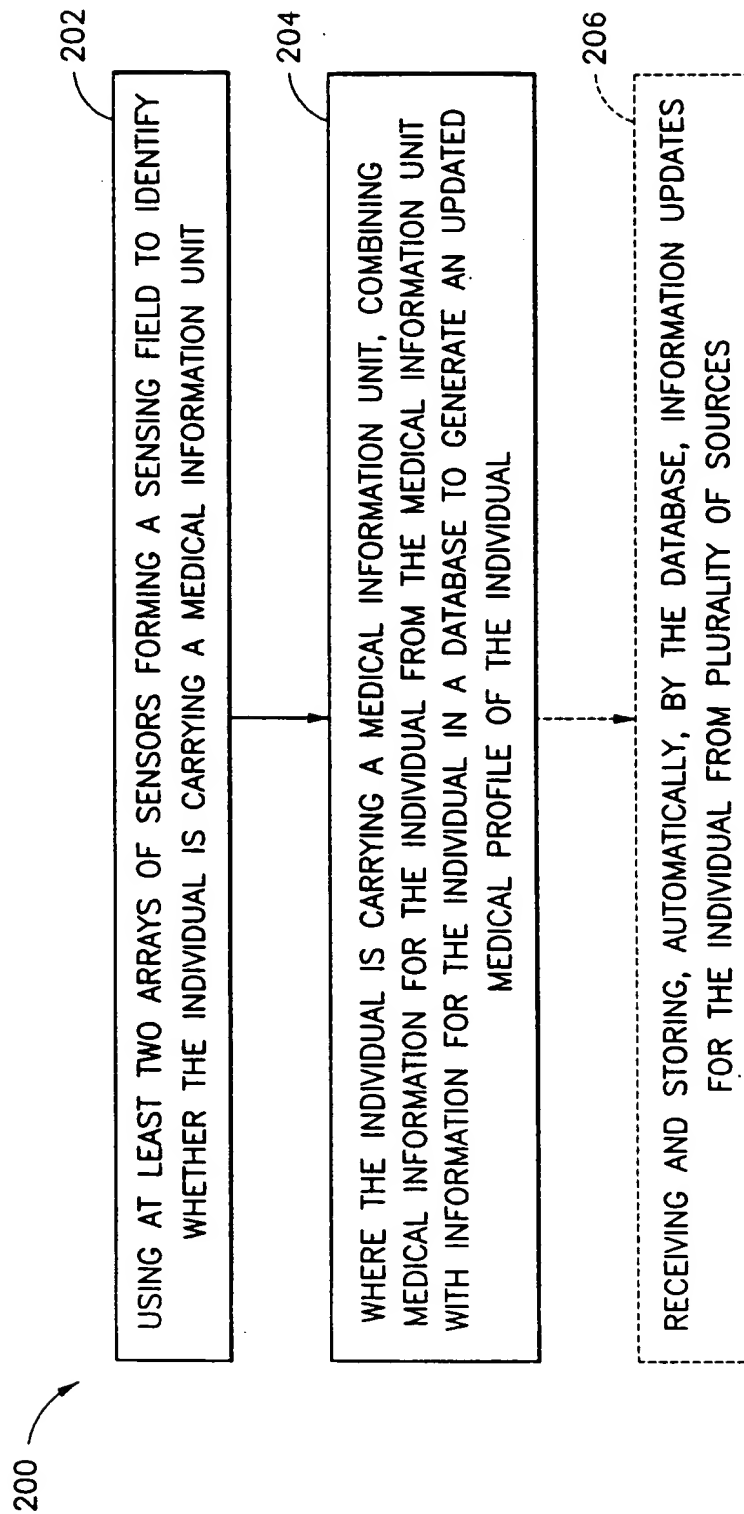 200
202
USING AT LEAST TWO ARRAYS OF SENSORS FORMING A SENSING FIELD TO IDENTIFY
WHETHER THE INDIVIDUAL IS CARRYING A MEDICAL INFORMATION UNIT
204
WHERE THE INDIVIDUAL IS CARRYING A MEDICAL INFORMATION UNIT, COMBINING
MEDICAL INFORMATION FOR THE INDIVIDUAL FROM THE MEDICAL INFORMATION UNIT
WITH INFORMATION FOR THE INDIVIDUAL IN A DATABASE TO GENERATE AN UPDATED
MEDICAL PROFILE OF THE INDIVIDUAL
206
RECEIVING AND STORING, AUTOMATICALLY, BY THE DATABASE, INFORMATION UPDATES
FOR THE INDIVIDUAL FROM PLURALITY OF SOURCES